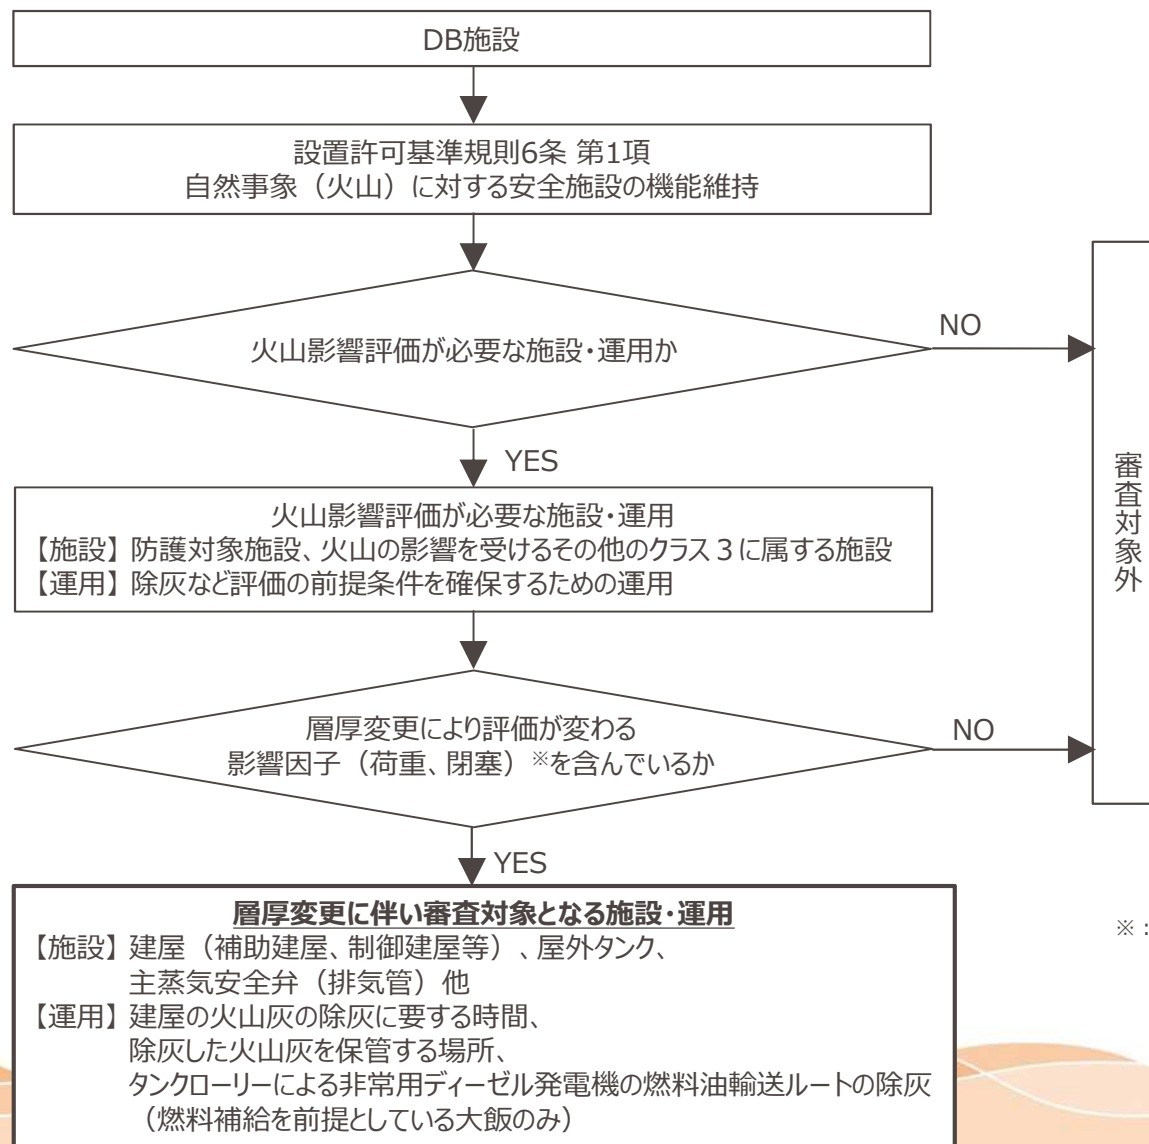 DB施設
設置許可基準規則6条 第1項
自然事象（火山）に対する安全施設の機能維持
火山影響評価が必要な施設・運用か
NO
YES
審査対象外
火山影響評価が必要な施設・運用
【施設】防護対象施設、火山の影響を受けるその他のクラス３に属する施設
【運用】除灰など評価の前提条件を確保するための運用
層厚変更により評価が変わる
影響因子（荷重、閉塞）※を含んでいるか
NO
YES
層厚変更に伴い審査対象となる施設・運用
【施設】建屋（補助建屋、制御建屋等）、屋外タンク、
主蒸気安全弁（排気管）他
【運用】建屋の火山灰の除灰に要する時間、
除灰した火山灰を保管する場所、
タンクローリーによる非常用ディーゼル発電機の燃料油輸送ルートの除灰
（燃料補給を前提としている大飯のみ）
※：